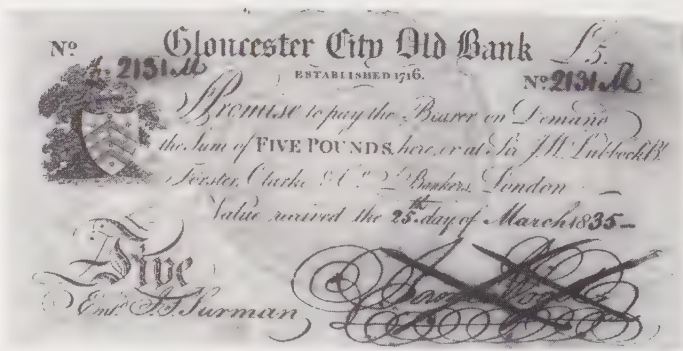 Gloucester City Old Bank £5.
ESTABLISHED 1716.
Nº 2131.M Nº 2131.M
Promise to pay the Bearer on Demand
the Sum of FIVE POUNDS, here, or at Sir J.W. Lubbock Bt.
Forster, Clarke & Co. Bankers, London
Value received the 25th day of March 1835
Five
Entd. Surman